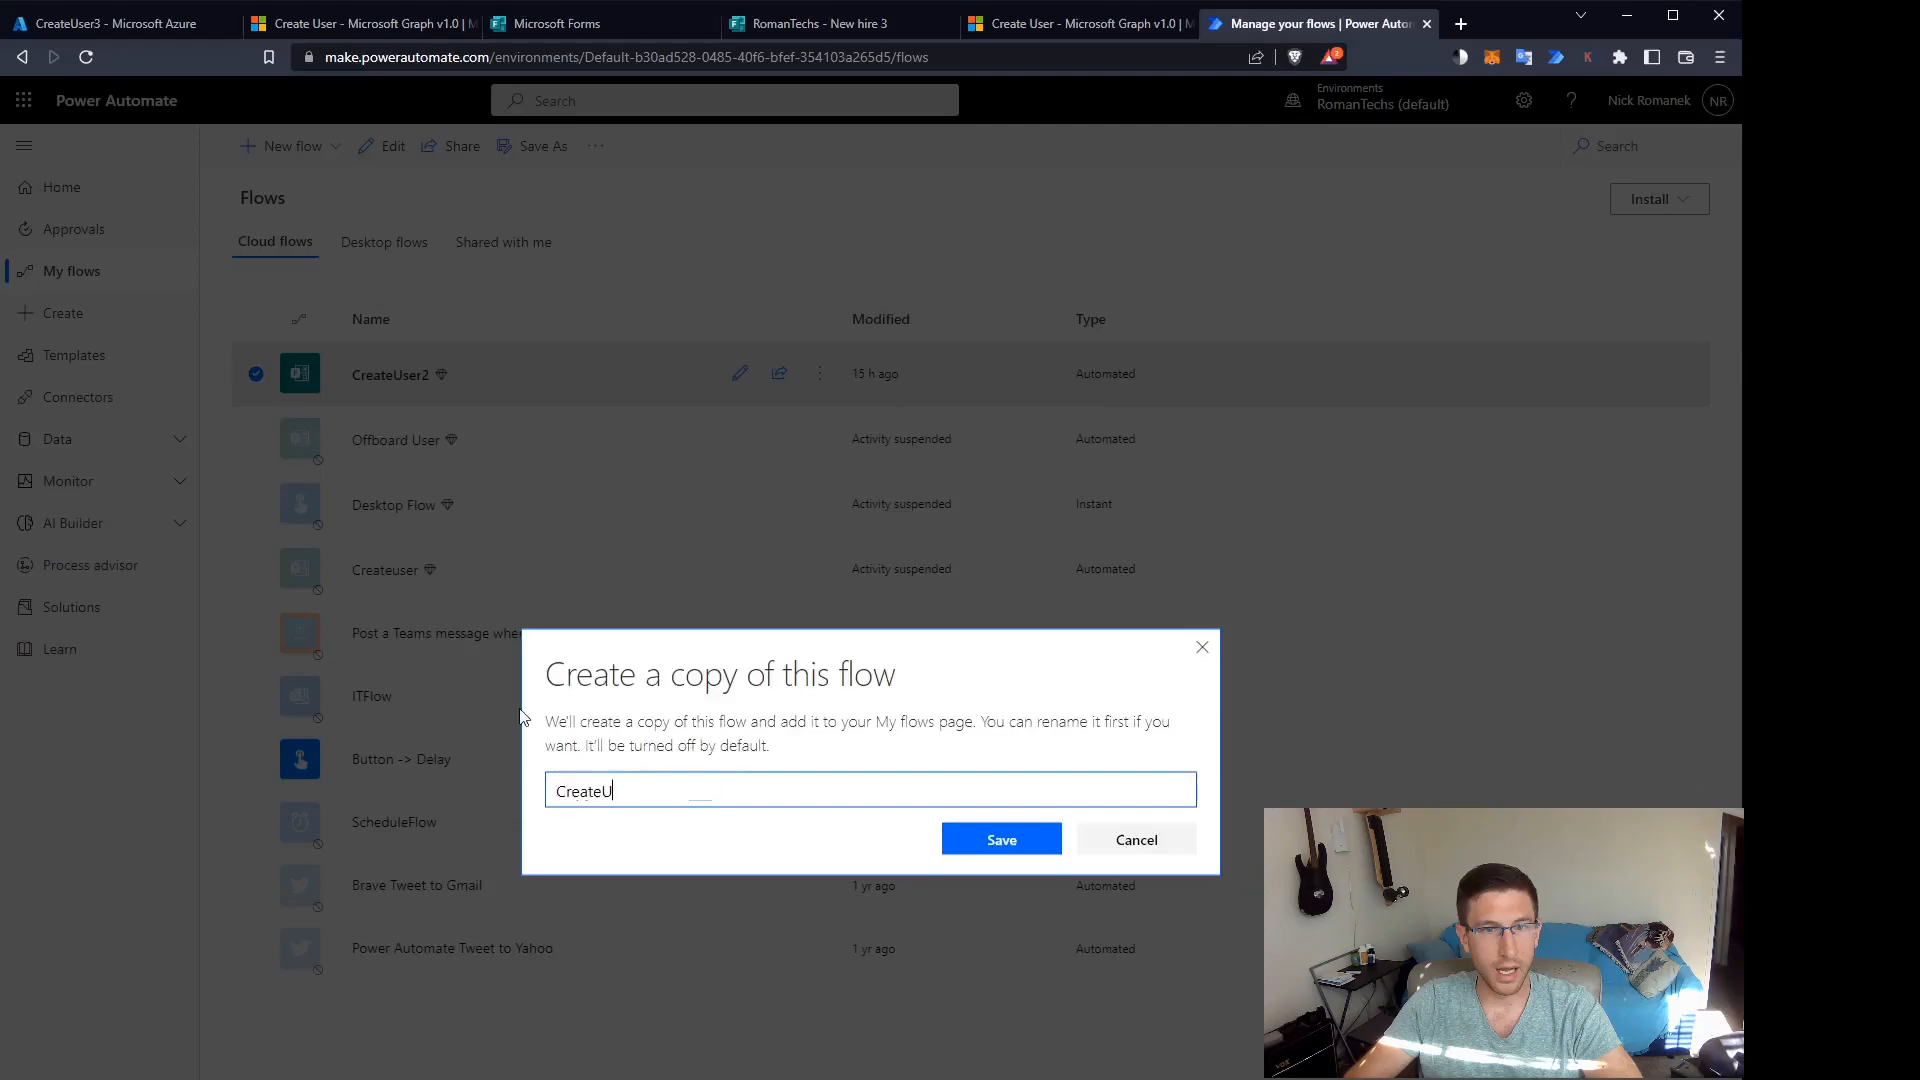 CreateUser3 - Microsoft Azure
Create User - Microsoft Graph v1.0 | M
Microsoft Forms
RomanTechs - New hire 3
Create User - Microsoft Graph v1.0 | M
Manage your flows | Power Auto
make.powerautomate.com/environments/Default-b30ad528-0485-40f6-bfef-354103a265d5/flows
2
K
Power Automate
Search
Environments
RomanTechs (default)
?
Nick Romanek
NR
New flow
Edit
Share
Save As
...
Search
Home
Approvals
My flows
Create
Templates
Connectors
Data
Monitor
AI Builder
Process advisor
Solutions
Learn
Flows
Install
Cloud flows
Desktop flows
Shared with me
Name
Modified
Type
CreateUser2
15 h ago
Automated
Offboard User
Activity suspended
Automated
Desktop Flow
Activity suspended
Instant
Createuser
Activity suspended
Automated
Post a Teams message whe
ITFlow
Button -> Delay
ScheduleFlow
Brave Tweet to Gmail
1 yr ago
Automated
Power Automate Tweet to Yahoo
1 yr ago
Automated
Create a copy of this flow
We'll create a copy of this flow and add it to your My flows page. You can rename it first if you
want. It'll be turned off by default.
CreateU
Save
Cancel
VOX